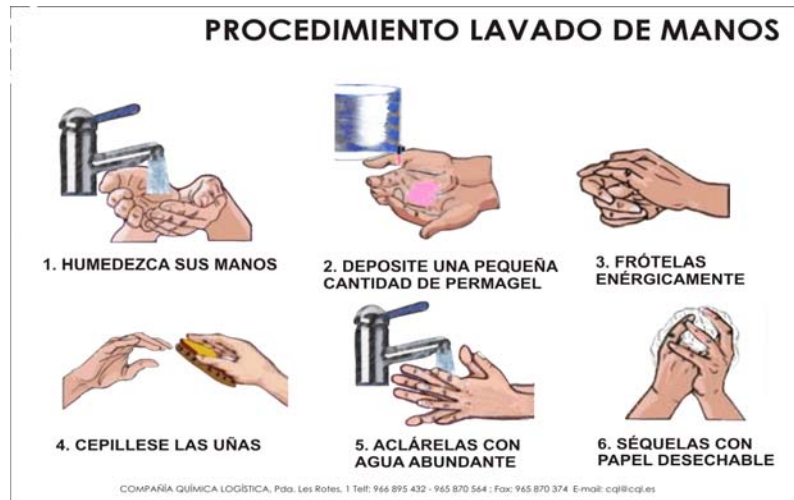 PROCEDIMIENTO LAVADO DE MANOS
1. HUMEDEZCA SUS MANOS
2. DEPOSITE UNA PEQUEÑA
CANTIDAD DE PERMAGEL
3. FRÓTELAS
ENÉRGICAMENTE
4. CEPILLESE LAS UÑAS
5. ACLÁRELAS CON
AGUA ABUNDANTE
6. SÉQUELAS CON
PAPEL DESECHABLE
COMPAÑÍA QUÍMICA LOGÍSTICA, Pda. Les Rotes, 1 Telf: 966 895 432 - 965 870 564 ; Fax: 965 870 374 E-mail: cql@cql.es